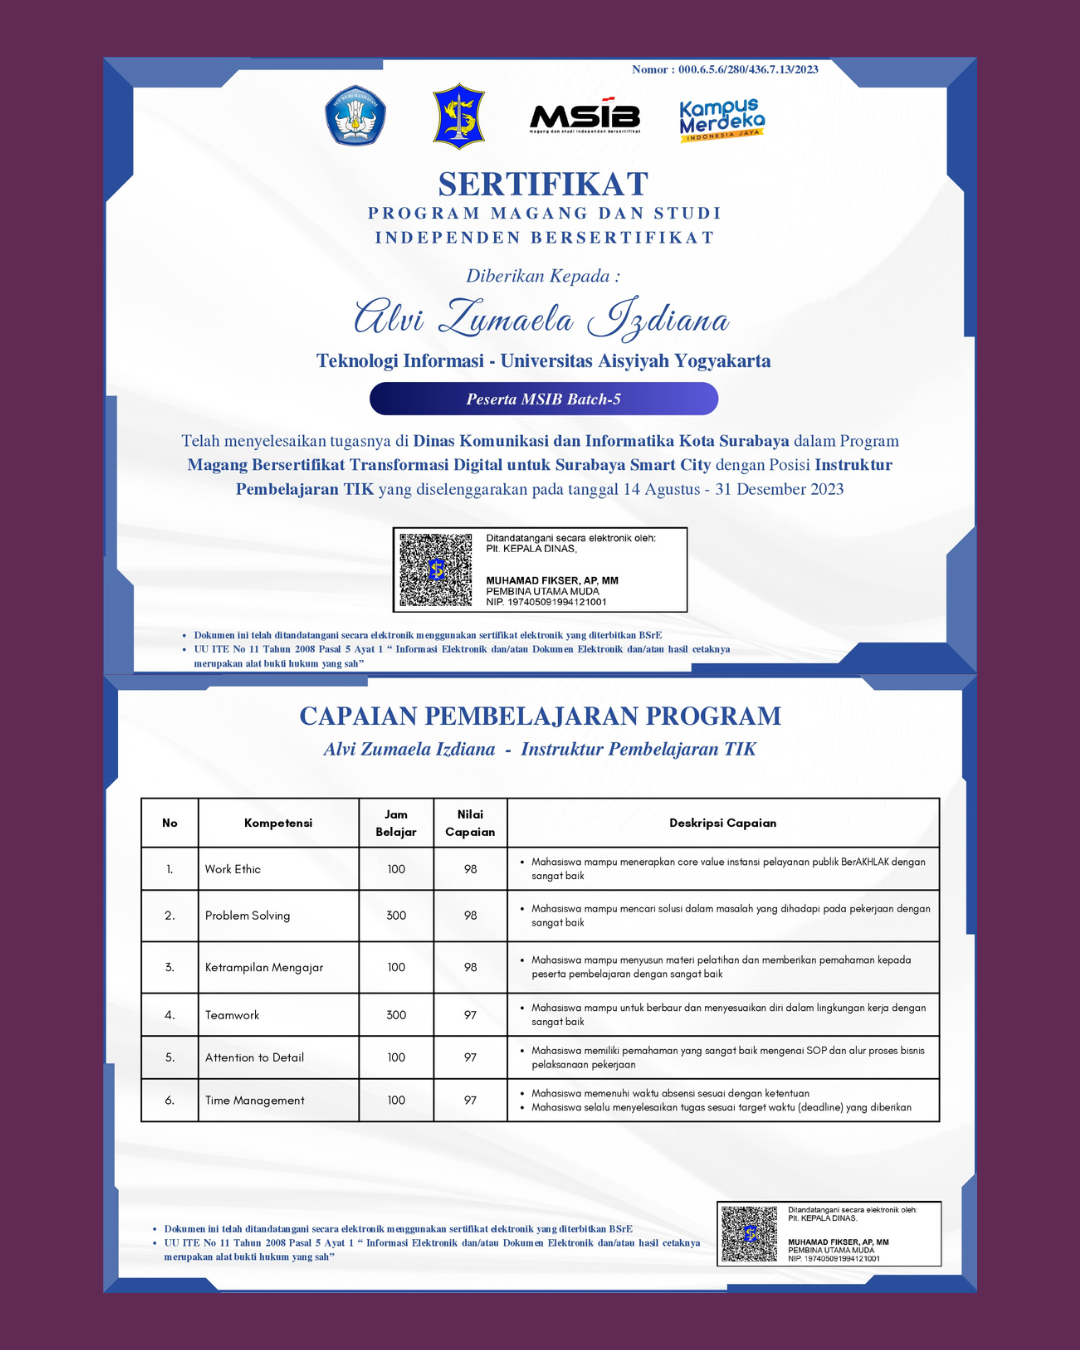 Nomor : 000.6.5.6/280/436.7.13/2023
TUT WURI HANDAYANI
MSIB
magang dan studi independen bersertifikat
Kampus
Merdeka
INDONESIA JAYA
SERTIFIKAT
PROGRAM MAGANG DAN STUDI
INDEPENDEN BERSERTIFIKAT
Diberikan Kepada :
Alvi Zumaela Izdiana
Teknologi Informasi - Universitas Aisyiyah Yogyakarta
Peserta MSIB Batch-5
Telah menyelesaikan tugasnya di Dinas Komunikasi dan Informatika Kota Surabaya dalam Program
Magang Bersertifikat Transformasi Digital untuk Surabaya Smart City dengan Posisi Instruktur
Pembelajaran TIK yang diselenggarakan pada tanggal 14 Agustus - 31 Desember 2023
Ditandatangani secara elektronik oleh:
Plt. KEPALA DINAS,
MUHAMAD FIKSER, AP, MM
PEMBINA UTAMA MUDA
NIP. 197405091994121001
• Dokumen ini telah ditandatangani secara elektronik menggunakan sertifikat elektronik yang diterbitkan BSrE
• UU ITE No 11 Tahun 2008 Pasal 5 Ayat 1 “ Informasi Elektronik dan/atau Dokumen Elektronik dan/atau hasil cetaknya
merupakan alat bukti hukum yang sah”
CAPAIAN PEMBELAJARAN PROGRAM
Alvi Zumaela Izdiana - Instruktur Pembelajaran TIK
No Kompetensi Jam Belajar Nilai Capaian Deskripsi Capaian
1. Work Ethic 100 98 • Mahasiswa mampu menerapkan core value instansi pelayanan publik BerAKHLAK dengan
sangat baik
2. Problem Solving 300 98 • Mahasiswa mampu mencari solusi dalam masalah yang dihadapi pada pekerjaan dengan
sangat baik
3. Ketrampilan Mengajar 100 98 • Mahasiswa mampu menyusun materi pelatihan dan memberikan pemahaman kepada
peserta pembelajaran dengan sangat baik
4. Teamwork 300 97 • Mahasiswa mampu untuk berbaur dan menyesuaikan diri dalam lingkungan kerja dengan
sangat baik
5. Attention to Detail 100 97 • Mahasiswa memiliki pemahaman yang sangat baik mengenai SOP dan alur proses bisnis
pelaksanaan pekerjaan
6. Time Management 100 97 • Mahasiswa memenuhi waktu absensi sesuai dengan ketentuan
• Mahasiswa selalu menyelesaikan tugas sesuai target waktu (deadline) yang diberikan
• Dokumen ini telah ditandatangani secara elektronik menggunakan sertifikat elektronik yang diterbitkan BSrE
• UU ITE No 11 Tahun 2008 Pasal 5 Ayat 1 “ Informasi Elektronik dan/atau Dokumen Elektronik dan/atau hasil cetaknya
merupakan alat bukti hukum yang sah”
Ditandatangani secara elektronik oleh:
Plt. KEPALA DINAS,
MUHAMAD FIKSER, AP, MM
PEMBINA UTAMA MUDA
NIP. 197405091994121001